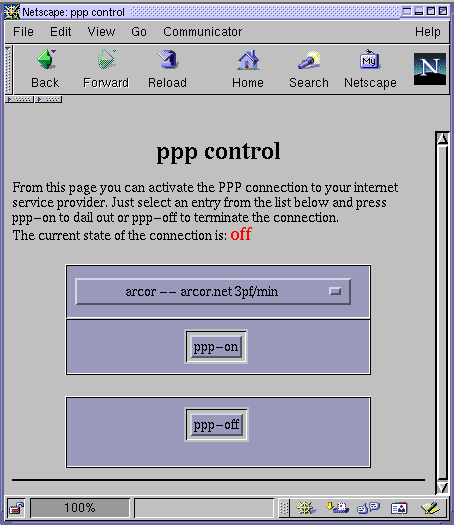 Netscape: ppp control
File Edit View Go Communicator Help
Back Forward Reload Home Search My Netscape N
ppp control
From this page you can activate the PPP connection to your internet
service provider. Just select an entry from the list below and press
ppp-on to dail out or ppp-off to terminate the connection.
The current state of the connection is: off
arcor -- arcor.net 3pf/min
ppp-on
ppp-off
100%